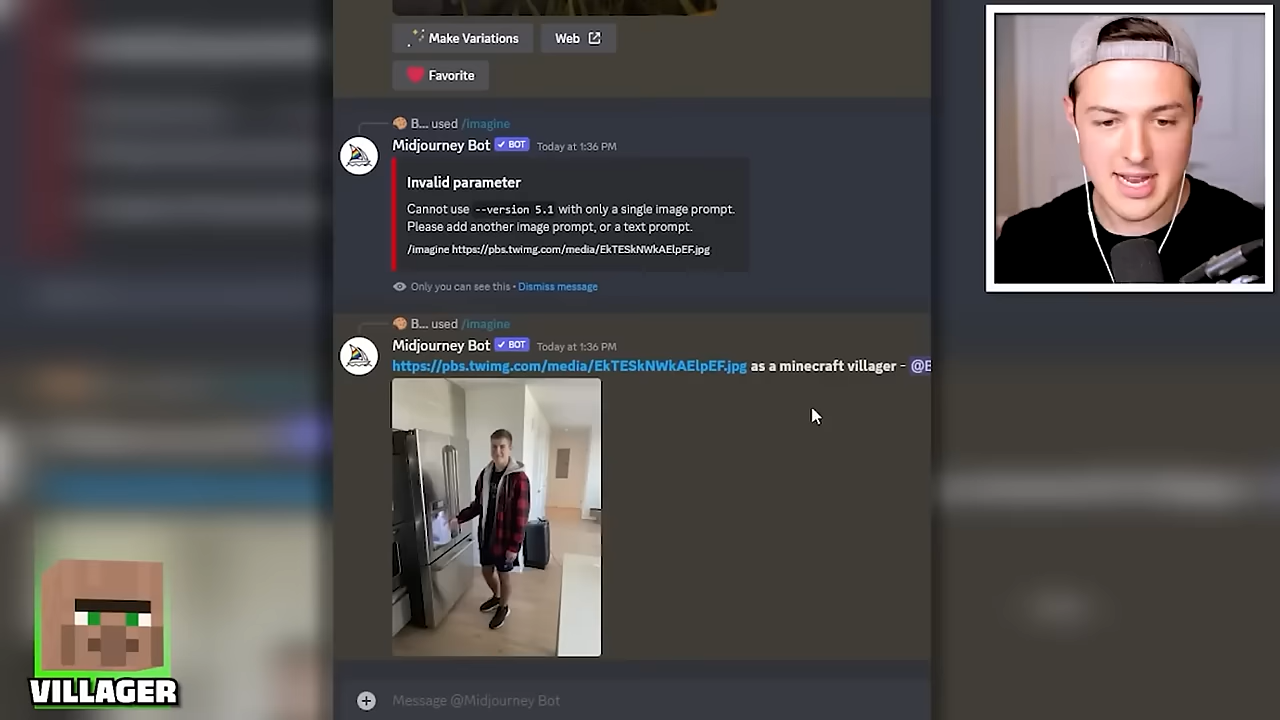 Make Variations
Web
Favorite
B... used /imagine
Midjourney Bot ✔ BOT Today at 1:36 PM
Invalid parameter
Cannot use --version 5.1 with only a single image prompt.
Please add another image prompt, or a text prompt.
/imagine https://pbs.twimg.com/media/EkTESkNWkAElpEF.jpg
Only you can see this • Dismiss message
B... used /imagine
Midjourney Bot ✔ BOT Today at 1:36 PM
https://pbs.twimg.com/media/EkTESkNWkAElpEF.jpg as a minecraft villager - @B
Message @Midjourney Bot
VILLAGER